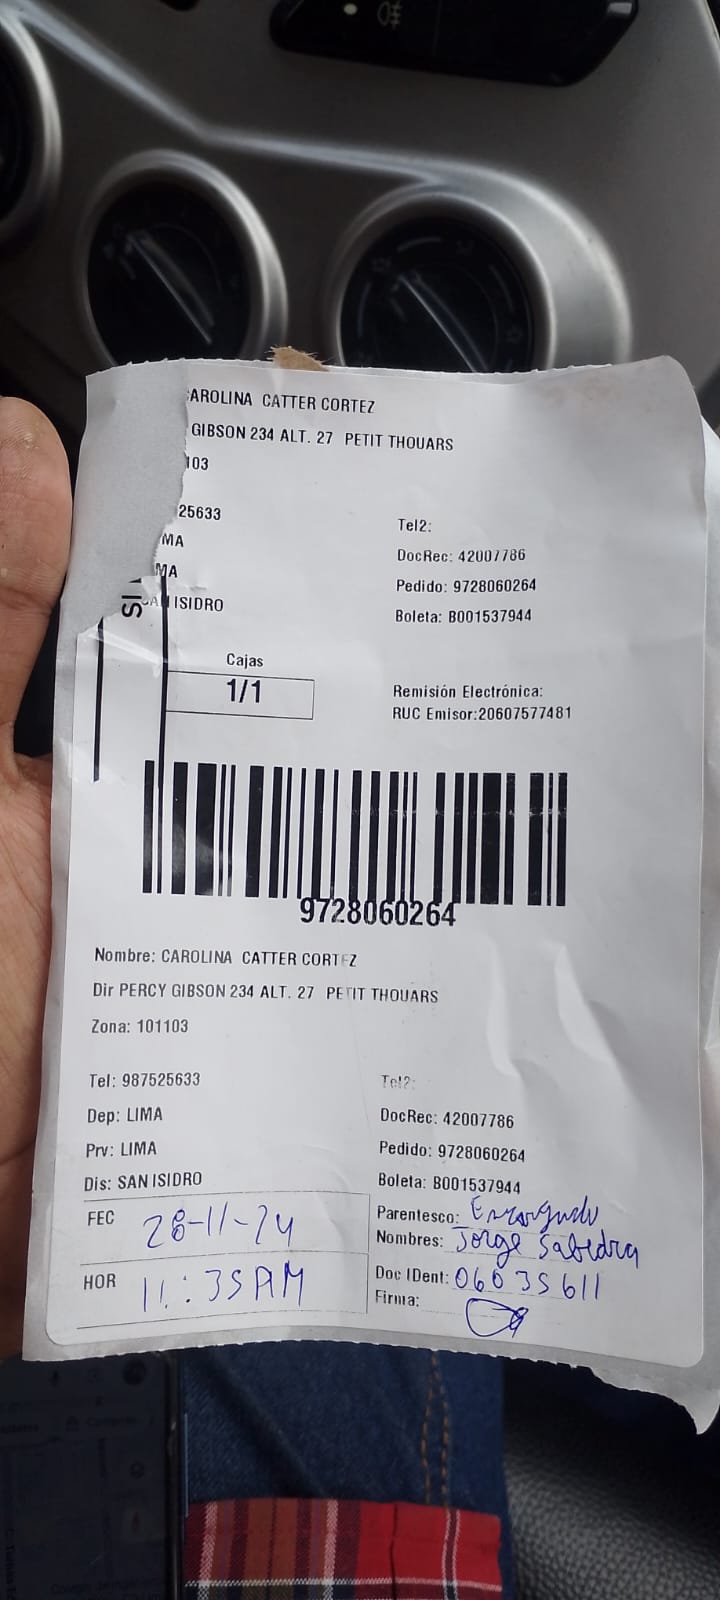 CAROLINA CATTER CORTEZ
GIBSON 234 ALT. 27 PETIT THOUARS
103
25633
Tel2:
MA
DocRec: 42007786
MA
Pedido: 9728060264
SAN ISIDRO
Boleta: B001537944
SI
Cajas
1/1
Remisión Electrónica:
RUC Emisor:20607577481
9728060264
Nombre: CAROLINA CATTER CORTEZ
Dir PERCY GIBSON 234 ALT. 27 PETIT THOUARS
Zona: 101103
Tel: 987525633
Tel2:
Dep: LIMA
DocRec: 42007786
Prv: LIMA
Pedido: 9728060264
Dis: SAN ISIDRO
Boleta: B001537944
FEC 28-11-24
Parentesco: Encargado
Nombres: Jorge Sabedra
HOR 11:35AM
Doc IDent: 06035611
Firma: